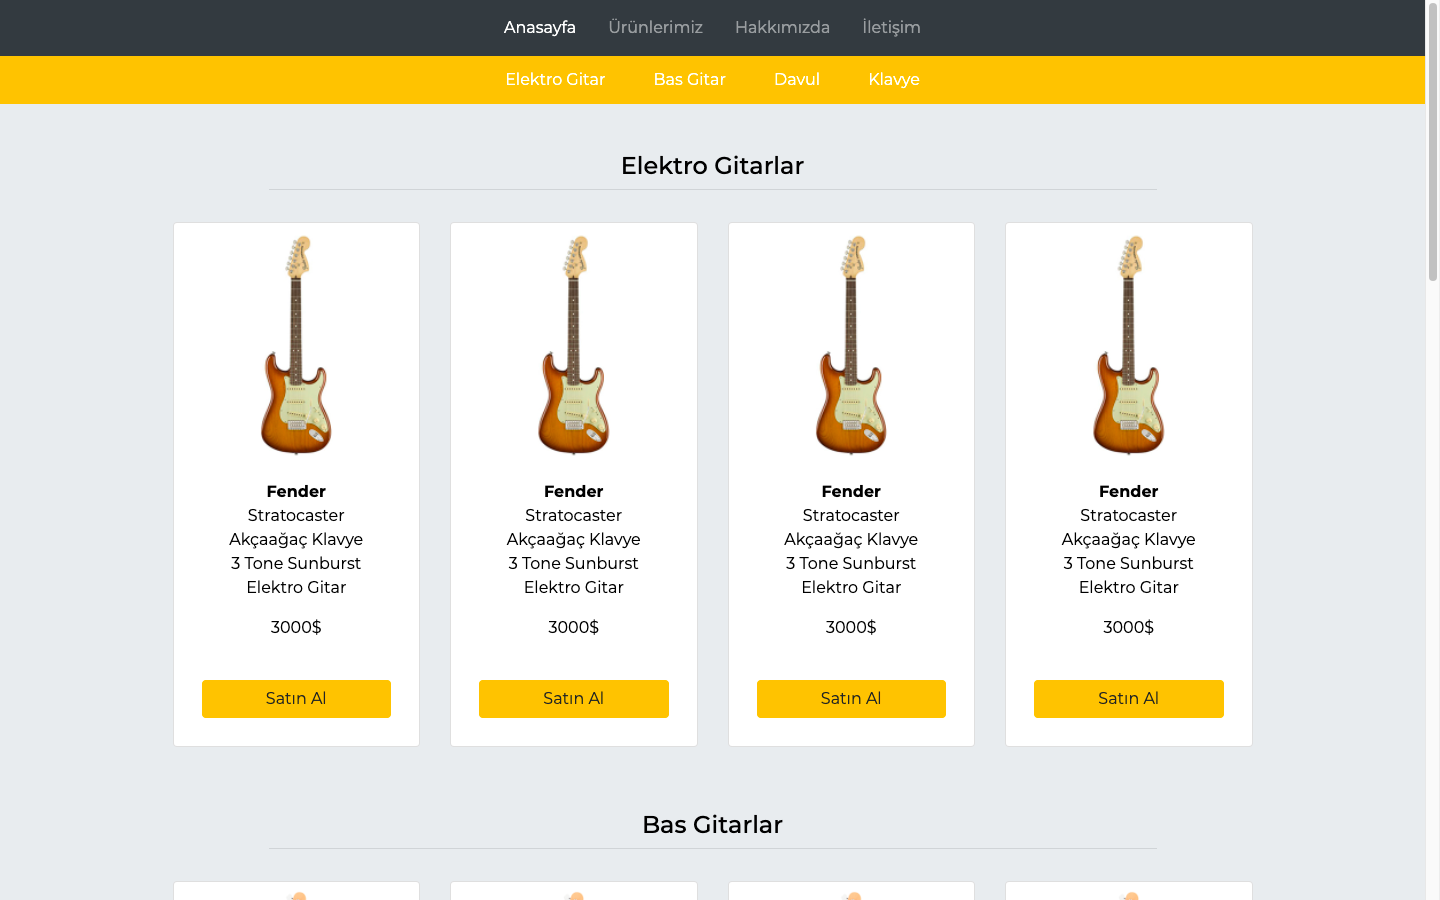 Anasayfa Ürünlerimiz Hakkımızda İletişim
Elektro Gitar Bas Gitar Davul Klavye
Elektro Gitarlar
Fender
Stratocaster
Akçaağaç Klavye
3 Tone Sunburst
Elektro Gitar
3000$
Satın Al
Fender
Stratocaster
Akçaağaç Klavye
3 Tone Sunburst
Elektro Gitar
3000$
Satın Al
Fender
Stratocaster
Akçaağaç Klavye
3 Tone Sunburst
Elektro Gitar
3000$
Satın Al
Fender
Stratocaster
Akçaağaç Klavye
3 Tone Sunburst
Elektro Gitar
3000$
Satın Al
Bas Gitarlar